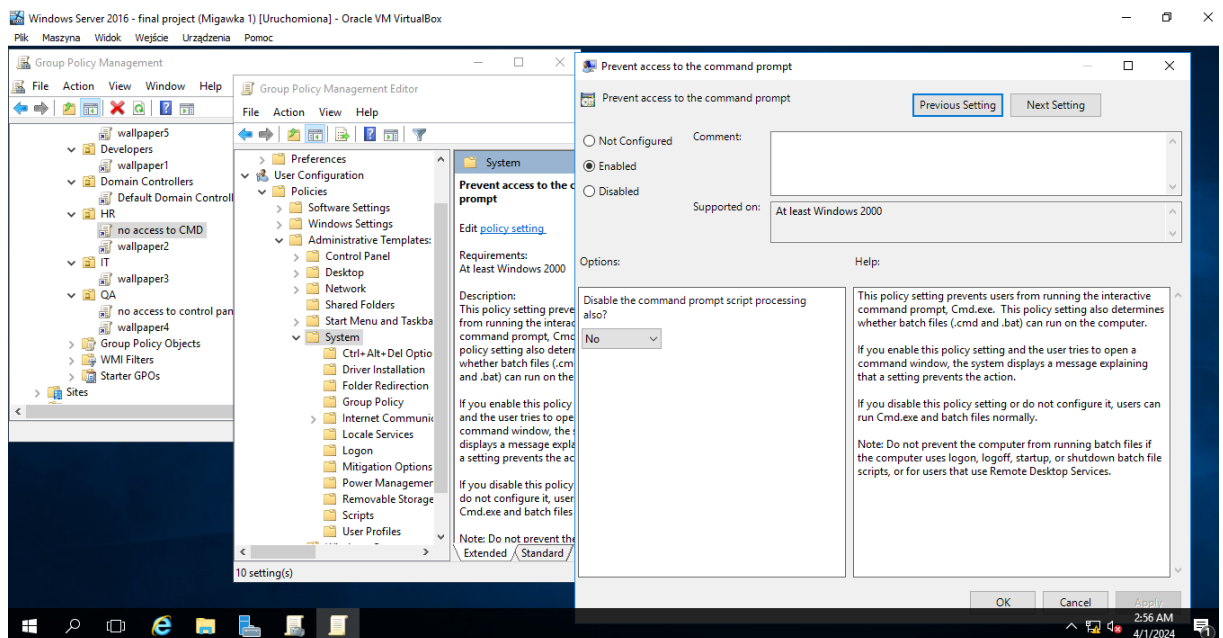 Windows Server 2016 - final project (Migawka 1) [Uruchomiona] - Oracle VM VirtualBox
Plik Maszyna Widok Wejście Urządzenia Pomoc
Group Policy Management
File Action View Window Help
wallpaper5
Developers
wallpaper1
Domain Controllers
Default Domain Controll
HR
no access to CMD
wallpaper2
IT
wallpaper3
QA
no access to control pan
wallpaper4
Group Policy Objects
WMI Filters
Starter GPOs
Sites
Group Policy Management Editor
File Action View Help
Preferences
User Configuration
Policies
Software Settings
Windows Settings
Administrative Templates:
Control Panel
Desktop
Network
Shared Folders
Start Menu and Taskba
System
Ctrl+Alt+Del Optio
Driver Installation
Folder Redirection
Group Policy
Internet Communic
Locale Services
Logon
Mitigation Options
Power Managemer
Removable Storage
Scripts
User Profiles
System
Prevent access to the c
prompt
Edit policy setting
Requirements:
At least Windows 2000
Description:
This policy setting preve
from running the interac
command prompt, Cmd
policy setting also deter
whether batch files (.cm
and .bat) can run on the
If you enable this policy
and the user tries to ope
command window, the s
displays a message expla
a setting prevents the ac
If you disable this policy
do not configure it, user
Cmd.exe and batch files
Note: Do not prevent the
Extended Standard
10 setting(s)
Prevent access to the command prompt
Prevent access to the command prompt
Previous Setting Next Setting
Not Configured
Enabled
Disabled
Comment:
Supported on:
At least Windows 2000
Options:
Help:
Disable the command prompt script processing
also?
No
This policy setting prevents users from running the interactive
command prompt, Cmd.exe. This policy setting also determines
whether batch files (.cmd and .bat) can run on the computer.
If you enable this policy setting and the user tries to open a
command window, the system displays a message explaining
that a setting prevents the action.
If you disable this policy setting or do not configure it, users can
run Cmd.exe and batch files normally.
Note: Do not prevent the computer from running batch files if
the computer uses logon, logoff, startup, or shutdown batch file
scripts, or for users that use Remote Desktop Services.
OK Cancel Apply
2:56 AM
4/1/2024
1